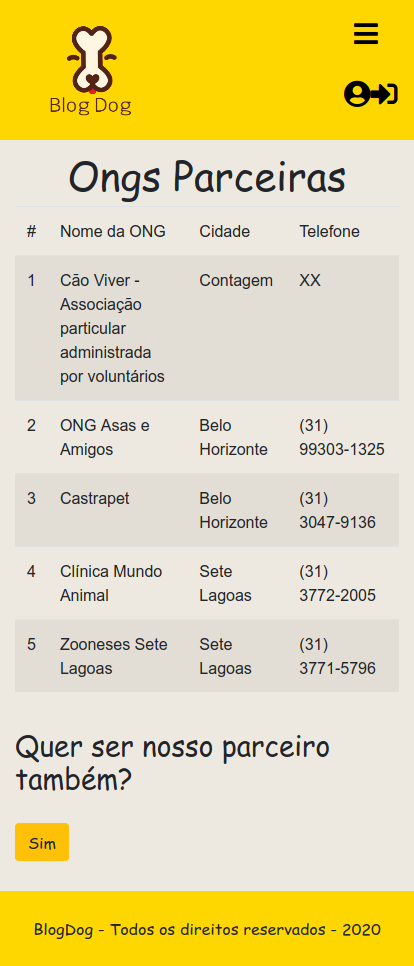 Blog Dog
Ongs Parceiras
# Nome da ONG Cidade Telefone
1 Cão Viver - Contagem XX
Associação
particular
administrada
por voluntários
2 ONG Asas e Belo (31)
Amigos Horizonte 99303-1325
3 Castrapet Belo (31)
Horizonte 3047-9136
4 Clínica Mundo Sete (31)
Animal Lagoas 3772-2005
5 Zooneses Sete Sete (31)
Lagoas Lagoas 3771-5796
Quer ser nosso parceiro
também?
Sim
BlogDog - Todos os direitos reservados - 2020